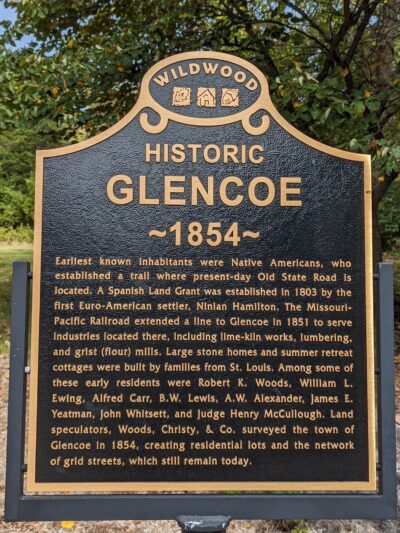 WILDWOOD
HISTORIC
GLENCOE
~1854~
Earliest known inhabitants were Native Americans, who
established a trail where present-day Old State Road is
located. A Spanish Land Grant was established in 1803 by the
first Euro-American settler, Ninian Hamilton. The Missouri-
Pacific Railroad extended a line to Glencoe in 1851 to serve
industries located there, including lime-kiln works, lumbering,
and grist (flour) mills. Large stone homes and summer retreat
cottages were built by families from St. Louis. Among some of
these early residents were Robert K. Woods, William L.
Ewing, Alfred Carr, B.W. Lewis, A.W. Alexander, James E.
Yeatman, John Whitsett, and Judge Henry McCullough. Land
speculators, Woods, Christy, & Co. surveyed the town of
Glencoe in 1854, creating residential lots and the network
of grid streets, which still remain today.